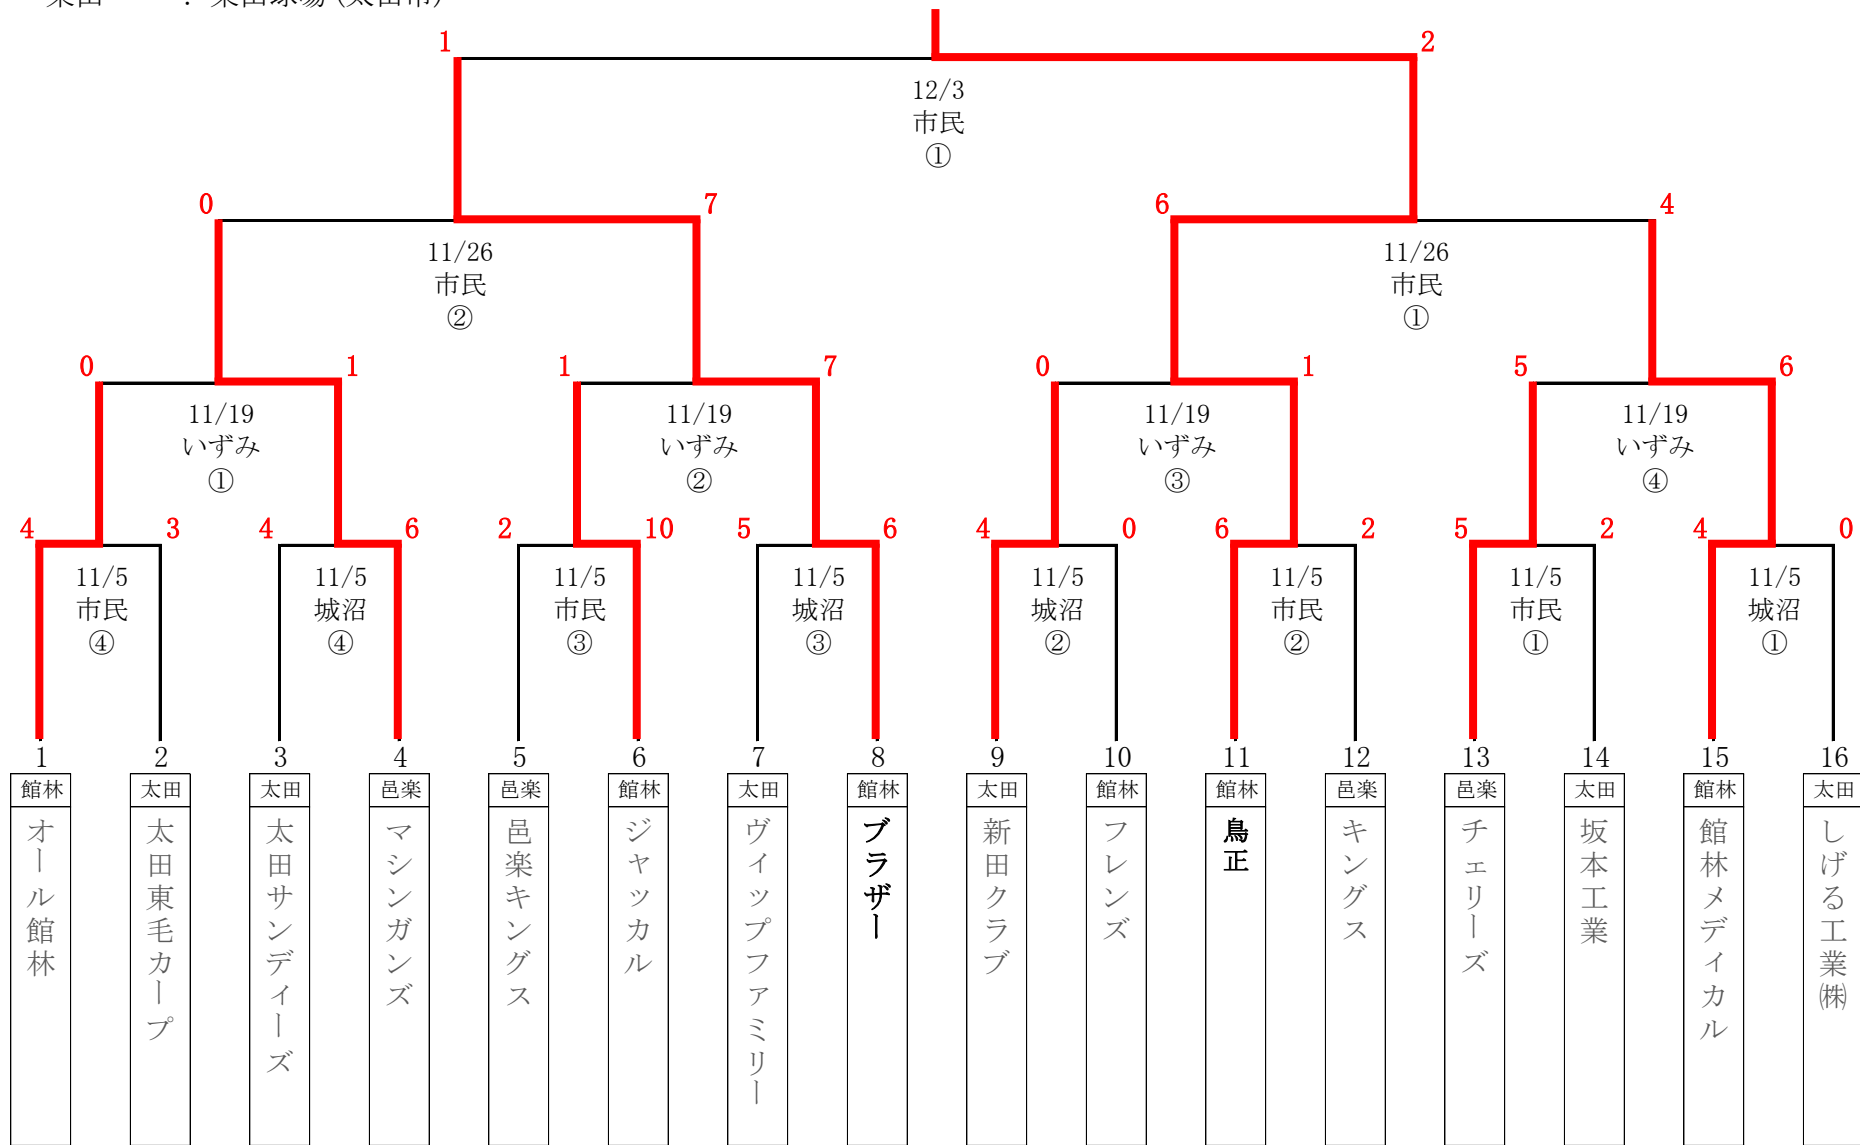 1
2
12/3
市民
①
0
7
6
4
11/26
市民
②
11/26
市民
①
0
1
1
7
0
1
5
6
11/19
いずみ
①
11/19
いずみ
②
11/19
いずみ
③
11/19
いずみ
④
4
3
4
6
2
10
5
6
4
0
6
2
5
2
4
0
11/5
市民
④
11/5
城沼
④
11/5
市民
③
11/5
城沼
③
11/5
城沼
②
11/5
市民
②
11/5
市民
①
11/5
城沼
①
1
館林
オール館林
2
太田
太田東毛カープ
3
太田
太田サンディーズ
4
邑楽
マシンガンズ
5
邑楽
邑楽キングス
6
館林
ジャッカル
7
太田
ヴィップファミリー
8
館林
ブラザー
9
太田
新田クラブ
10
館林
フレンズ
11
館林
鳥正
12
邑楽
キングス
13
邑楽
チェリーズ
14
太田
坂本工業
15
館林
館林メディカル
16
太田
しげる工業㈱